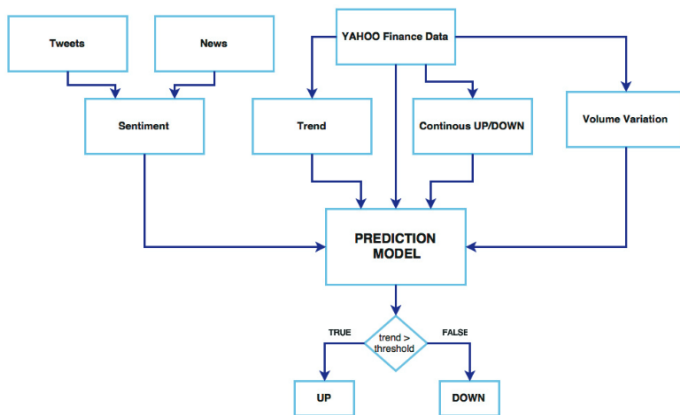 Tweets
News
YAHOO Finance Data
Sentiment
Trend
Continous UP/DOWN
Volume Variation
PREDICTION
MODEL
TRUE
trend >
threshold
FALSE
UP
DOWN